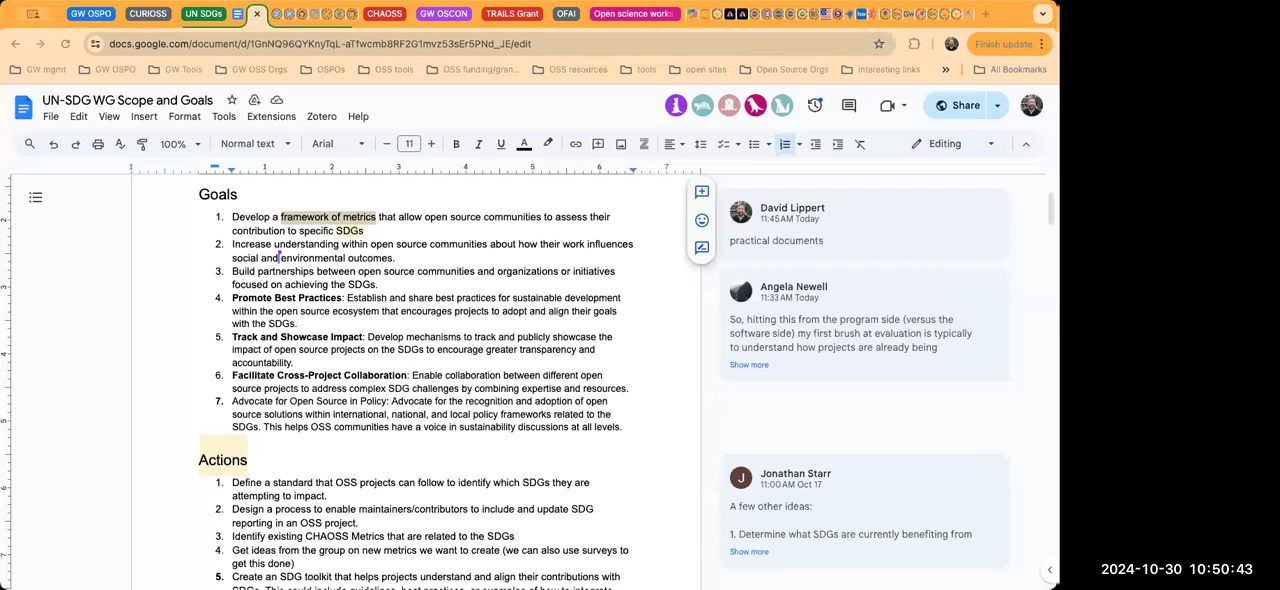 GW OSPO CURIOSS UN SDGs CHAOSS GW OSCON TRAILS Grant OFAI Open science works
docs.google.com/document/d/1GnNQ96QYKnyTqL-aTfwcmb8RF2G1mvz53sEr5PNd_JE/edit
Finish update
GW mgmt GW OSPO GW Tools GW OSS Orgs OSPOs OSS tools OSS funding/gran... OSS resources tools open sites Open Source Orgs interesting links » All Bookmarks
UN-SDG WG Scope and Goals
Share
File Edit View Insert Format Tools Extensions Zotero Help
100% Normal text Arial 11 B I U A Editing
1 1 2 3 4 5 6 7
Goals
1. Develop a framework of metrics that allow open source communities to assess their
contribution to specific SDGs
2. Increase understanding within open source communities about how their work influences
social and environmental outcomes.
3. Build partnerships between open source communities and organizations or initiatives
focused on achieving the SDGs.
4. Promote Best Practices: Establish and share best practices for sustainable development
within the open source ecosystem that encourages projects to adopt and align their goals
with the SDGs.
5. Track and Showcase Impact: Develop mechanisms to track and publicly showcase the
impact of open source projects on the SDGs to encourage greater transparency and
accountability.
6. Facilitate Cross-Project Collaboration: Enable collaboration between different open
source projects to address complex SDG challenges by combining expertise and resources.
7. Advocate for Open Source in Policy: Advocate for the recognition and adoption of open
source solutions within international, national, and local policy frameworks related to the
SDGs. This helps OSS communities have a voice in sustainability discussions at all levels.
Actions
1. Define a standard that OSS projects can follow to identify which SDGs they are
attempting to impact.
2. Design a process to enable maintainers/contributors to include and update SDG
reporting in an OSS project.
3. Identify existing CHAOSS Metrics that are related to the SDGs
4. Get ideas from the group on new metrics we want to create (we can also use surveys to
get this done)
5. Create an SDG toolkit that helps projects understand and align their contributions with
David Lippert
11:45 AM Today
practical documents
Angela Newell
11:33 AM Today
So, hitting this from the program side (versus the
software side) my first brush at evaluation is typically
to understand how projects are already being
Show more
J
Jonathan Starr
11:00 AM Oct 17
A few other ideas:
1. Determine what SDGs are currently benefiting from
Show more
2024-10-30 10:50:43